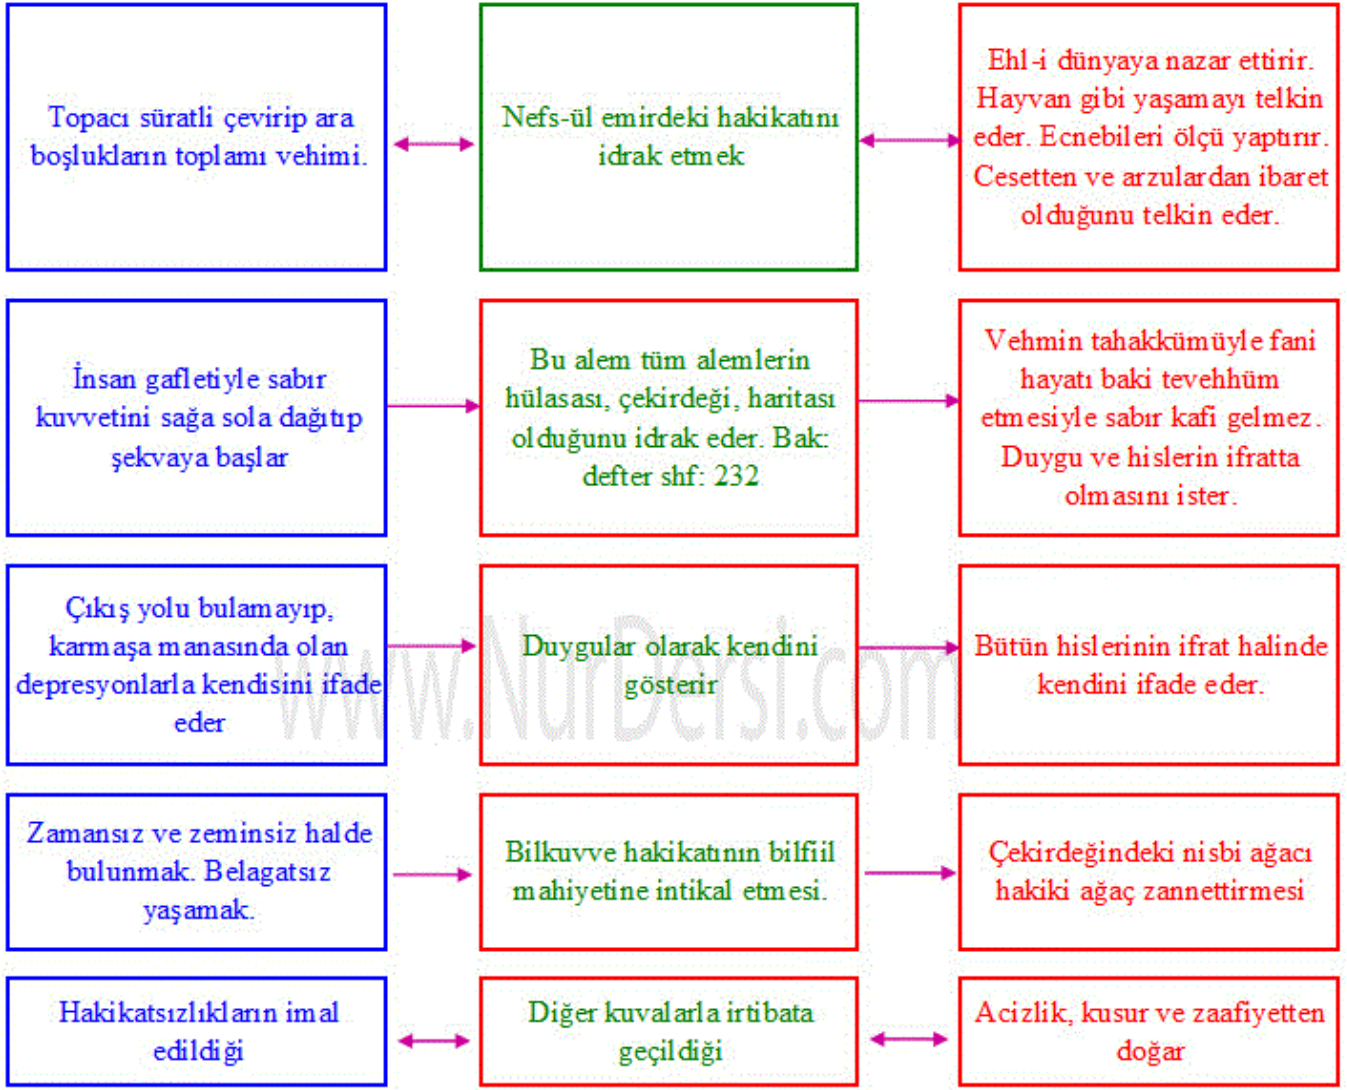 Topacı süratli çevirip ara
boşlukların toplamı vehimi.
Nefs-ül emirdeki hakikatını
idrak etmek
Ehl-i dünyaya nazar ettirir.
Hayvan gibi yaşamayı telkin
eder. Ecnebileri ölçü yaptırır.
Cesetten ve arzulardan ibaret
olduğunu telkin eder.
İnsan gafletiyle sabır
kuvvetini sağa sola dağıtıp
şekvaya başlar
Bu alem tüm alemlerin
hülasası, çekirdeği, haritası
olduğunu idrak eder. Bak:
defter shf: 232
Vehmin tahakkümüyle fani
hayatı baki tevehhüm
etmesiyle sabır kafi gelmez.
Duygu ve hislerin ifratta
olmasını ister.
Çıkış yolu bulamayıp,
karmaşa manasında olan
depresyonlarla kendisini ifade
eder
Duygular olarak kendini
gösterir
Bütün hislerinin ifrat halinde
kendini ifade eder.
www.NurDersi.com
Zamansız ve zeminsiz halde
bulunmak. Belagatsız
yaşamak.
Bilkuvve hakikatının bilfiil
mahiyetine intikal etmesi.
Çekirdeğindeki nisbi ağacı
hakiki ağaç zannettirmesi
Hakikatsızlıkların imal
edildiği
Diğer kuvalarla irtibata
geçildiği
Acizlik, kusur ve zaafiyetten
doğar